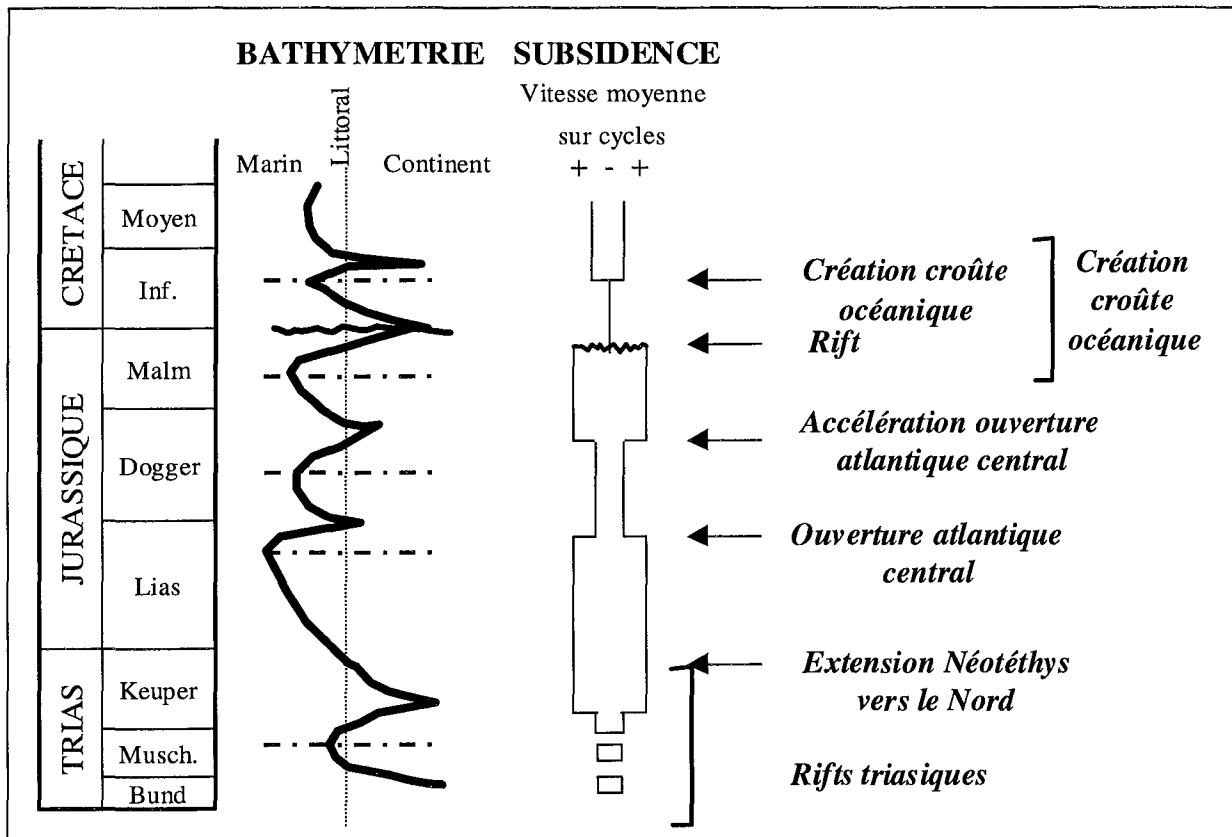 BATHYMETRIE SUBSIDENCE
Vitesse moyenne
sur cycles
+ - +
Marin
Littoral
Continent
CRETACE
Moyen
Inf.
JURASSIQUE
Malm
Dogger
Lias
TRIAS
Keuper
Musch.
Bund
Création croûte
océanique
Rift
Création
croûte
océanique
Accélération ouverture
atlantique central
Ouverture atlantique
central
Extension Néotéthys
vers le Nord
Rifts triasiques